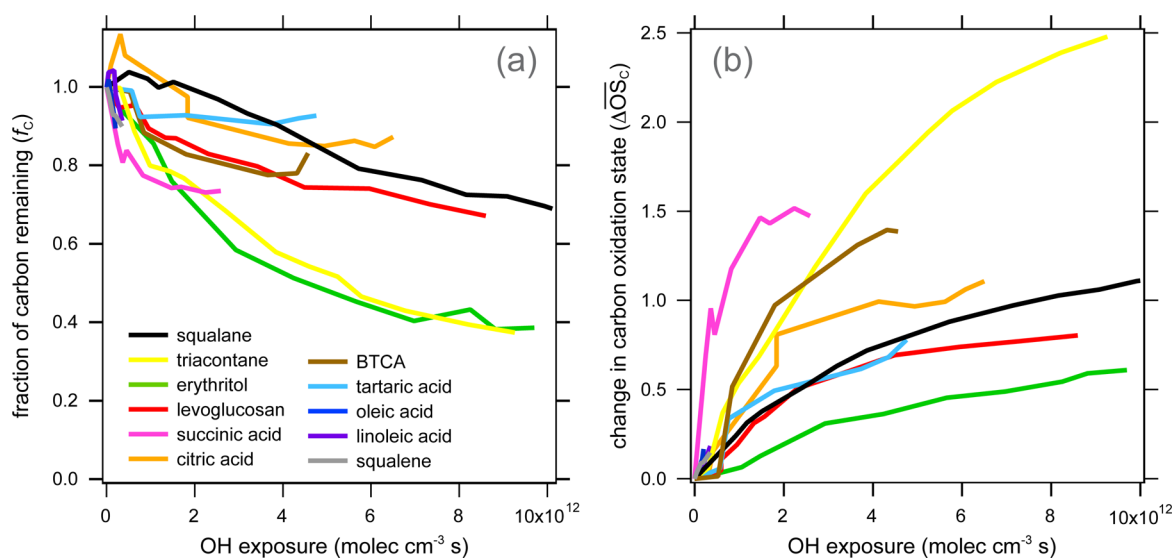 (a)
fraction of carbon remaining (fC)
1.0
0.8
0.6
0.4
0.2
0.0
squalane
triacontane
erythritol
levoglucosan
succinic acid
citric acid
BTCA
tartaric acid
oleic acid
linoleic acid
squalene
0 2 4 6 8 10x10¹²
OH exposure (molec cm⁻³ s)
(b)
change in carbon oxidation state (ΔO̅S̅C)
2.5
2.0
1.5
1.0
0.5
0.0
0 2 4 6 8 10x10¹²
OH exposure (molec cm⁻³ s)